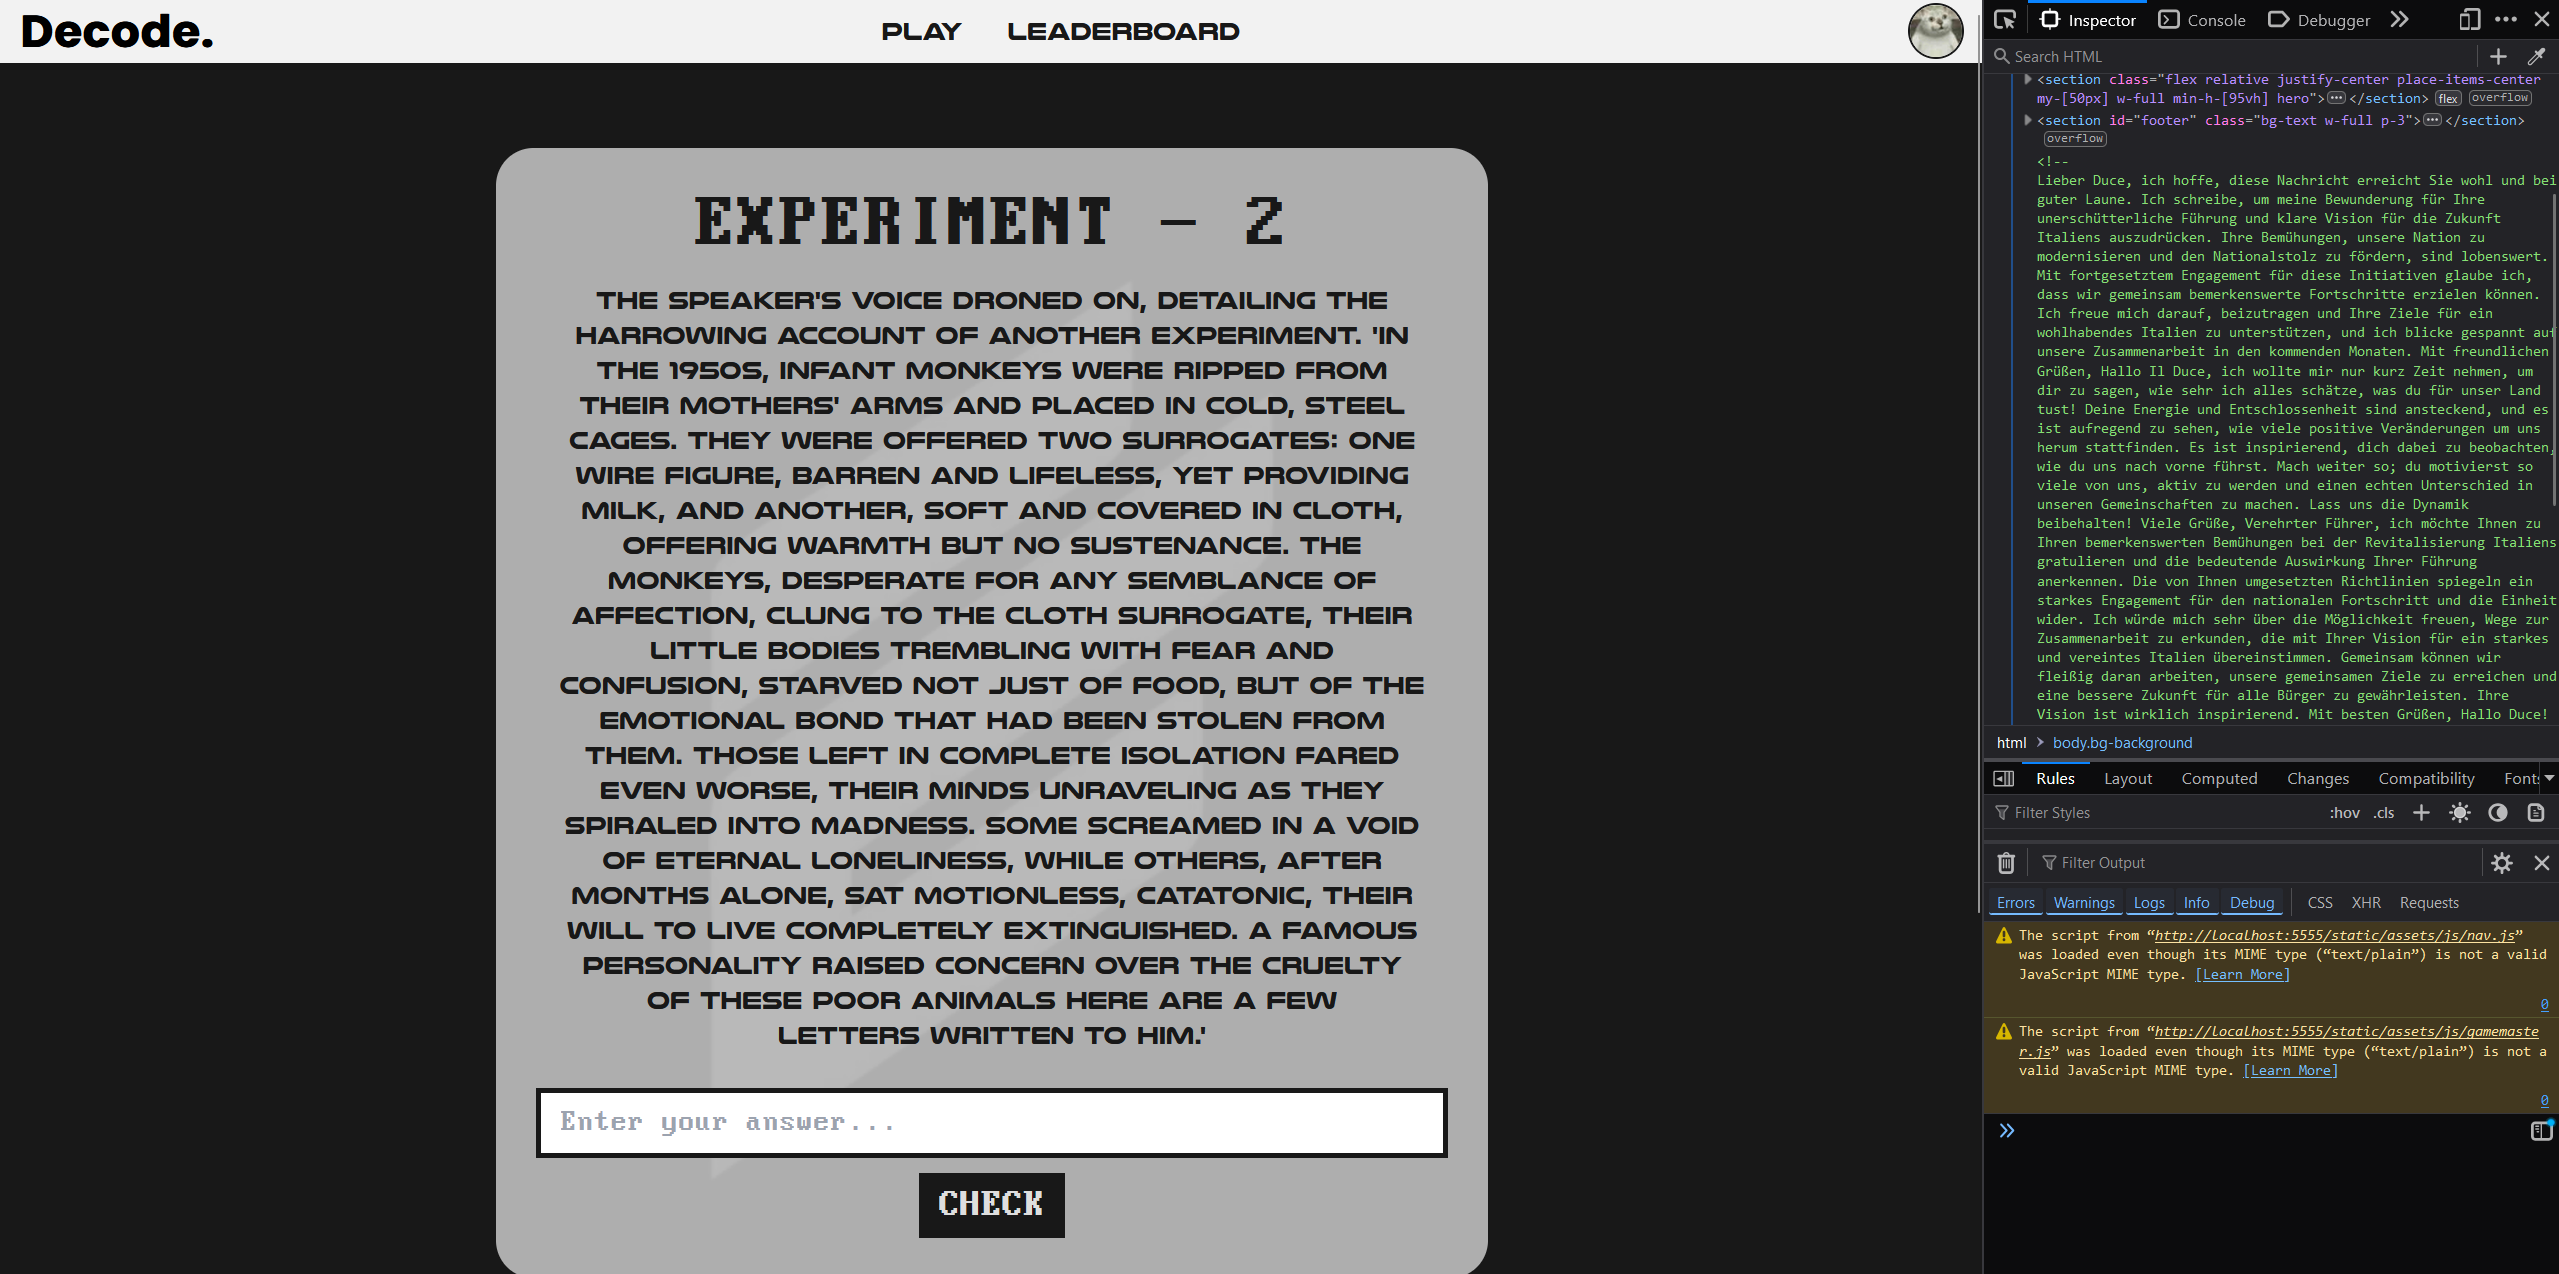 Decode.
PLAY LEADERBOARD
EXPERIMENT - 2
THE SPEAKER'S VOICE DRONED ON, DETAILING THE
HARROWING ACCOUNT OF ANOTHER EXPERIMENT. 'IN
THE 1950S, INFANT MONKEYS WERE RIPPED FROM
THEIR MOTHERS' ARMS AND PLACED IN COLD, STEEL
CAGES. THEY WERE OFFERED TWO SURROGATES: ONE
WIRE FIGURE, BARREN AND LIFELESS, YET PROVIDING
MILK, AND ANOTHER, SOFT AND COVERED IN CLOTH,
OFFERING WARMTH BUT NO SUSTENANCE. THE
MONKEYS, DESPERATE FOR ANY SEMBLANCE OF
AFFECTION, CLUNG TO THE CLOTH SURROGATE, THEIR
LITTLE BODIES TREMBLING WITH FEAR AND
CONFUSION, STARVED NOT JUST OF FOOD, BUT OF THE
EMOTIONAL BOND THAT HAD BEEN STOLEN FROM
THEM. THOSE LEFT IN COMPLETE ISOLATION FARED
EVEN WORSE, THEIR MINDS UNRAVELING AS THEY
SPIRALED INTO MADNESS. SOME SCREAMED IN A VOID
OF ETERNAL LONELINESS, WHILE OTHERS, AFTER
MONTHS ALONE, SAT MOTIONLESS, CATATONIC, THEIR
WILL TO LIVE COMPLETELY EXTINGUISHED. A FAMOUS
PERSONALITY RAISED CONCERN OVER THE CRUELTY
OF THESE POOR ANIMALS HERE ARE A FEW
LETTERS WRITTEN TO HIM.'
Enter your answer...
CHECK
Inspector Console Debugger
Search HTML
<section class="flex relative justify-center place-items-center
my-[50px] w-full min-h-[95vh] hero"> </section> flex overflow
<section id="footer" class="bg-text w-full p-3"> </section>
overflow
<!--
Lieber Duce, ich hoffe, diese Nachricht erreicht Sie wohl und bei
guter Laune. Ich schreibe, um meine Bewunderung für Ihre
unerschütterliche Führung und klare Vision für die Zukunft
Italiens auszudrücken. Ihre Bemühungen, unsere Nation zu
modernisieren und den Nationalstolz zu fördern, sind lobenswert.
Mit fortgesetztem Engagement für diese Initiativen glaube ich,
dass wir gemeinsam bemerkenswerte Fortschritte erzielen können.
Ich freue mich darauf, beizutragen und Ihre Ziele für ein
wohlhabendes Italien zu unterstützen, und ich blicke gespannt auf
unsere Zusammenarbeit in den kommenden Monaten. Mit freundlichen
Grüßen, Hallo Il Duce, ich wollte mir nur kurz Zeit nehmen, um
dir zu sagen, wie sehr ich alles schätze, was du für unser Land
tust! Deine Energie und Entschlossenheit sind ansteckend, und es
ist aufregend zu sehen, wie viele positive Veränderungen um uns
herum stattfinden. Es ist inspirierend, dich dabei zu beobachten,
wie du uns nach vorne führst. Mach weiter so; du motivierst so
viele von uns, aktiv zu werden und einen echten Unterschied in
unseren Gemeinschaften zu machen. Lass uns die Dynamik
beibehalten! Viele Grüße, Verehrter Führer, ich möchte Ihnen zu
Ihren bemerkenswerten Bemühungen bei der Revitalisierung Italiens
gratulieren und die bedeutende Auswirkung Ihrer Führung
anerkennen. Die von Ihnen umgesetzten Richtlinien spiegeln ein
starkes Engagement für den nationalen Fortschritt und die Einheit
wider. Ich würde mich sehr über die Möglichkeit freuen, Wege zur
Zusammenarbeit zu erkunden, die mit Ihrer Vision für ein starkes
und vereintes Italien übereinstimmen. Gemeinsam können wir
fleißig daran arbeiten, unsere gemeinsamen Ziele zu erreichen und
eine bessere Zukunft für alle Bürger zu gewährleisten. Ihre
Vision ist wirklich inspirierend. Mit besten Grüßen, Hallo Duce!
html body.bg-background
Rules Layout Computed Changes Compatibility Fonts
Filter Styles :hov .cls
Filter Output
Errors Warnings Logs Info Debug CSS XHR Requests
The script from “http://localhost:5555/static/assets/js/nav.js”
was loaded even though its MIME type (“text/plain”) is not a valid
JavaScript MIME type. [Learn More]
0
The script from “http://localhost:5555/static/assets/js/gamemaste
r.js” was loaded even though its MIME type (“text/plain”) is not a
valid JavaScript MIME type. [Learn More]
0